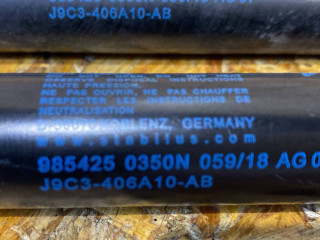 J9C3-406A10-AB
HAUTE PRESSION,
NE PAS OUVRIR, NE PAS CHAUFFER
RESPECTER LES INSTRUCTIONS DE
NEUTRALISATION
KOBLENZ, GERMANY
www.stabilus.com
985425 0350N 059/18 AG 0
J9C3-406A10-AB